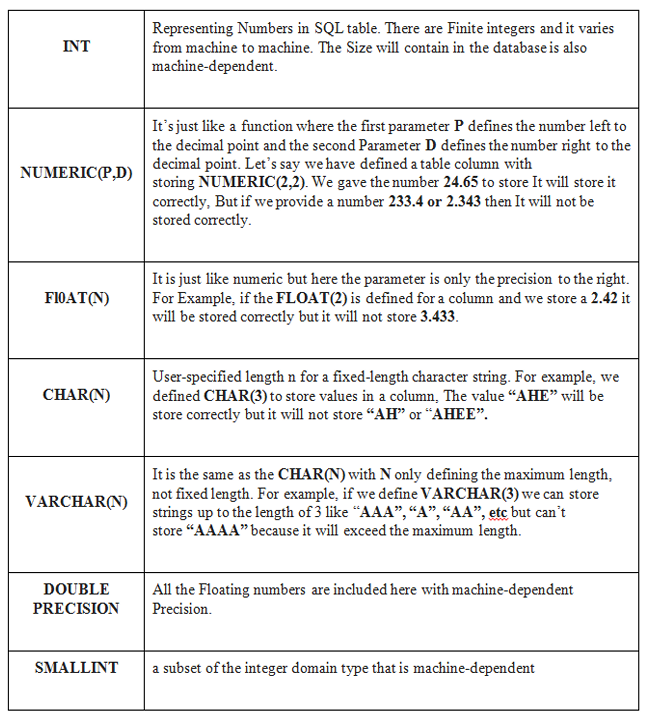 Representing Numbers in SQL table. There are Finite integers and it varies
INT
from machine to machine. The Size will contain in the database is also
machine-dependent.
It's just like a function where the first parameter P defines the number left to
the decimal point and the second Parameter D defines the number right to the
decimal point. Let's say we have defined a table column with
NUMERIC(P,D)
storing NUMERIC(2,2). We gave the number 24.65 to store It will store it
correctly, But if we provide a number 233.4 or 2.343 then It will not be
stored correctly.
It is just like numeric but here the parameter is only the precision to the right.
Fl0AT(N)
For Example, if the FLOAT(2) is defined for a column and we store a 2.42 it
will be stored correctly but it will not store 3.433.
User-specified length n for a fixed-length character string. For example, we
CHAR(N)
defined CHAR(3) to store values in a column, The value “AHE” will be
store correctly but it will not store “AH” or “AHEE”.
It is the same as the CHAR(N) with N only defining the maximum length,
VARCHAR(N)
not fixed length. For example, if we define VARCHAR(3) we can store
strings up to the length of 3 like “AAA”, “A”, “AA”, etc but can't
store “AAAA” because it will exceed the maximum length.
DOUBLE
PRECISION
All the Floating numbers are included here with machine-dependent
Precision.
SMALLINT
a subset of the integer domain type that is machine-dependent